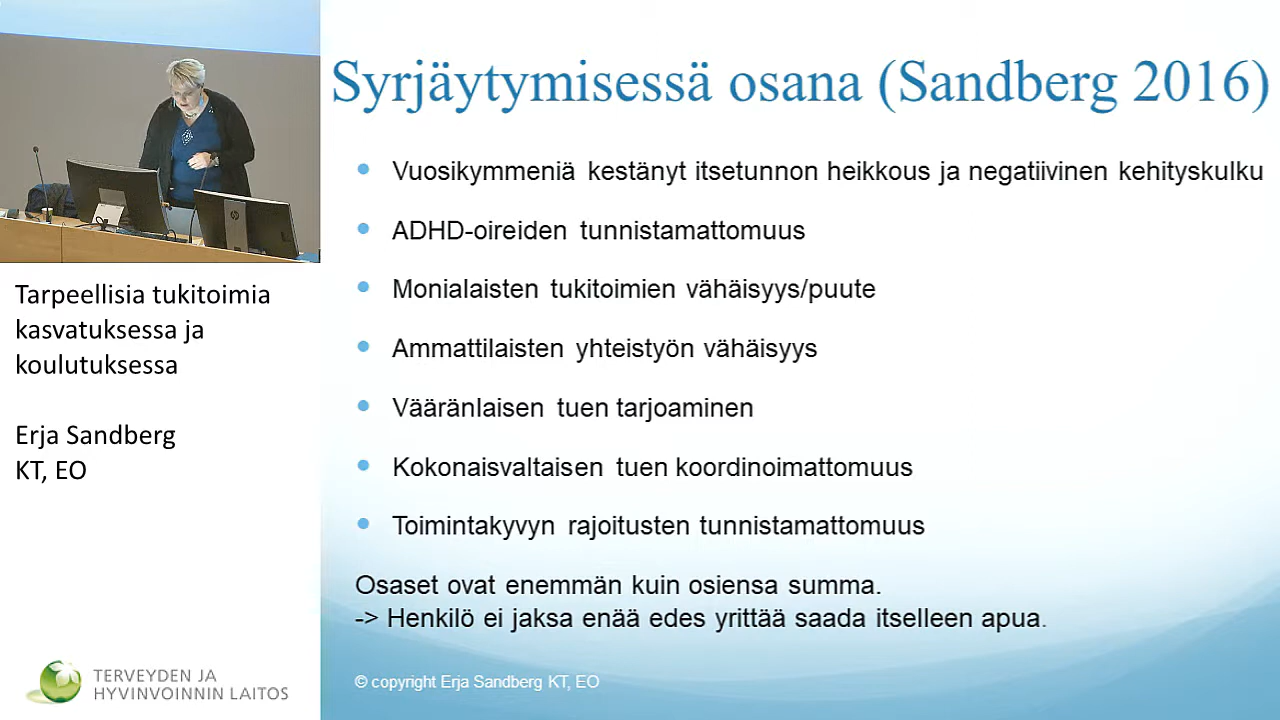 Syrjäytymisessä osana (Sandberg 2016)
Vuosikymmeniä kestänyt itsetunnon heikkous ja negatiivinen kehityskulku
ADHD-oireiden tunnistamattomuus
Monialaisten tukitoimien vähäisyys/puute
Ammattilaisten yhteistyön vähäisyys
Vääränlaisen tuen tarjoaminen
Kokonaisvaltaisen tuen koordinoimattomuus
Toimintakyvyn rajoitusten tunnistamattomuus
Osaset ovat enemmän kuin osiensa summa.
-> Henkilö ei jaksa enää edes yrittää saada itselleen apua.
© copyright Erja Sandberg KT, EO
Tarpeellisia tukitoimia
kasvatuksessa ja
koulutuksessa
Erja Sandberg
KT, EO
TERVEYDEN JA
HYVINVOINNIN LAITOS
hp